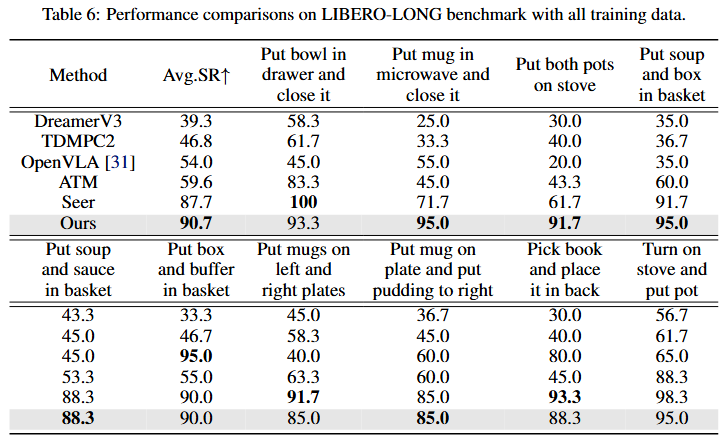 Table 6: Performance comparisons on LIBERO-LONG benchmark with all training data.
Method Avg.SR↑ Put bowl in drawer and close it Put mug in microwave and close it Put both pots on stove Put soup and box in basket
DreamerV3 39.3 58.3 25.0 30.0 35.0
TDMPC2 46.8 61.7 33.3 40.0 36.7
OpenVLA [31] 54.0 45.0 55.0 20.0 35.0
ATM 59.6 83.3 45.0 43.3 60.0
Seer 87.7 100 71.7 61.7 91.7
Ours 90.7 93.3 95.0 91.7 95.0
Put soup and sauce in basket Put box and buffer in basket Put mugs on left and right plates Put mug on plate and put pudding to right Pick book and place it in back Turn on stove and put pot
43.3 33.3 45.0 36.7 30.0 56.7
45.0 46.7 58.3 45.0 40.0 61.7
45.0 95.0 40.0 60.0 80.0 65.0
53.3 55.0 63.3 60.0 45.0 88.3
88.3 90.0 91.7 85.0 93.3 98.3
88.3 90.0 85.0 85.0 88.3 95.0